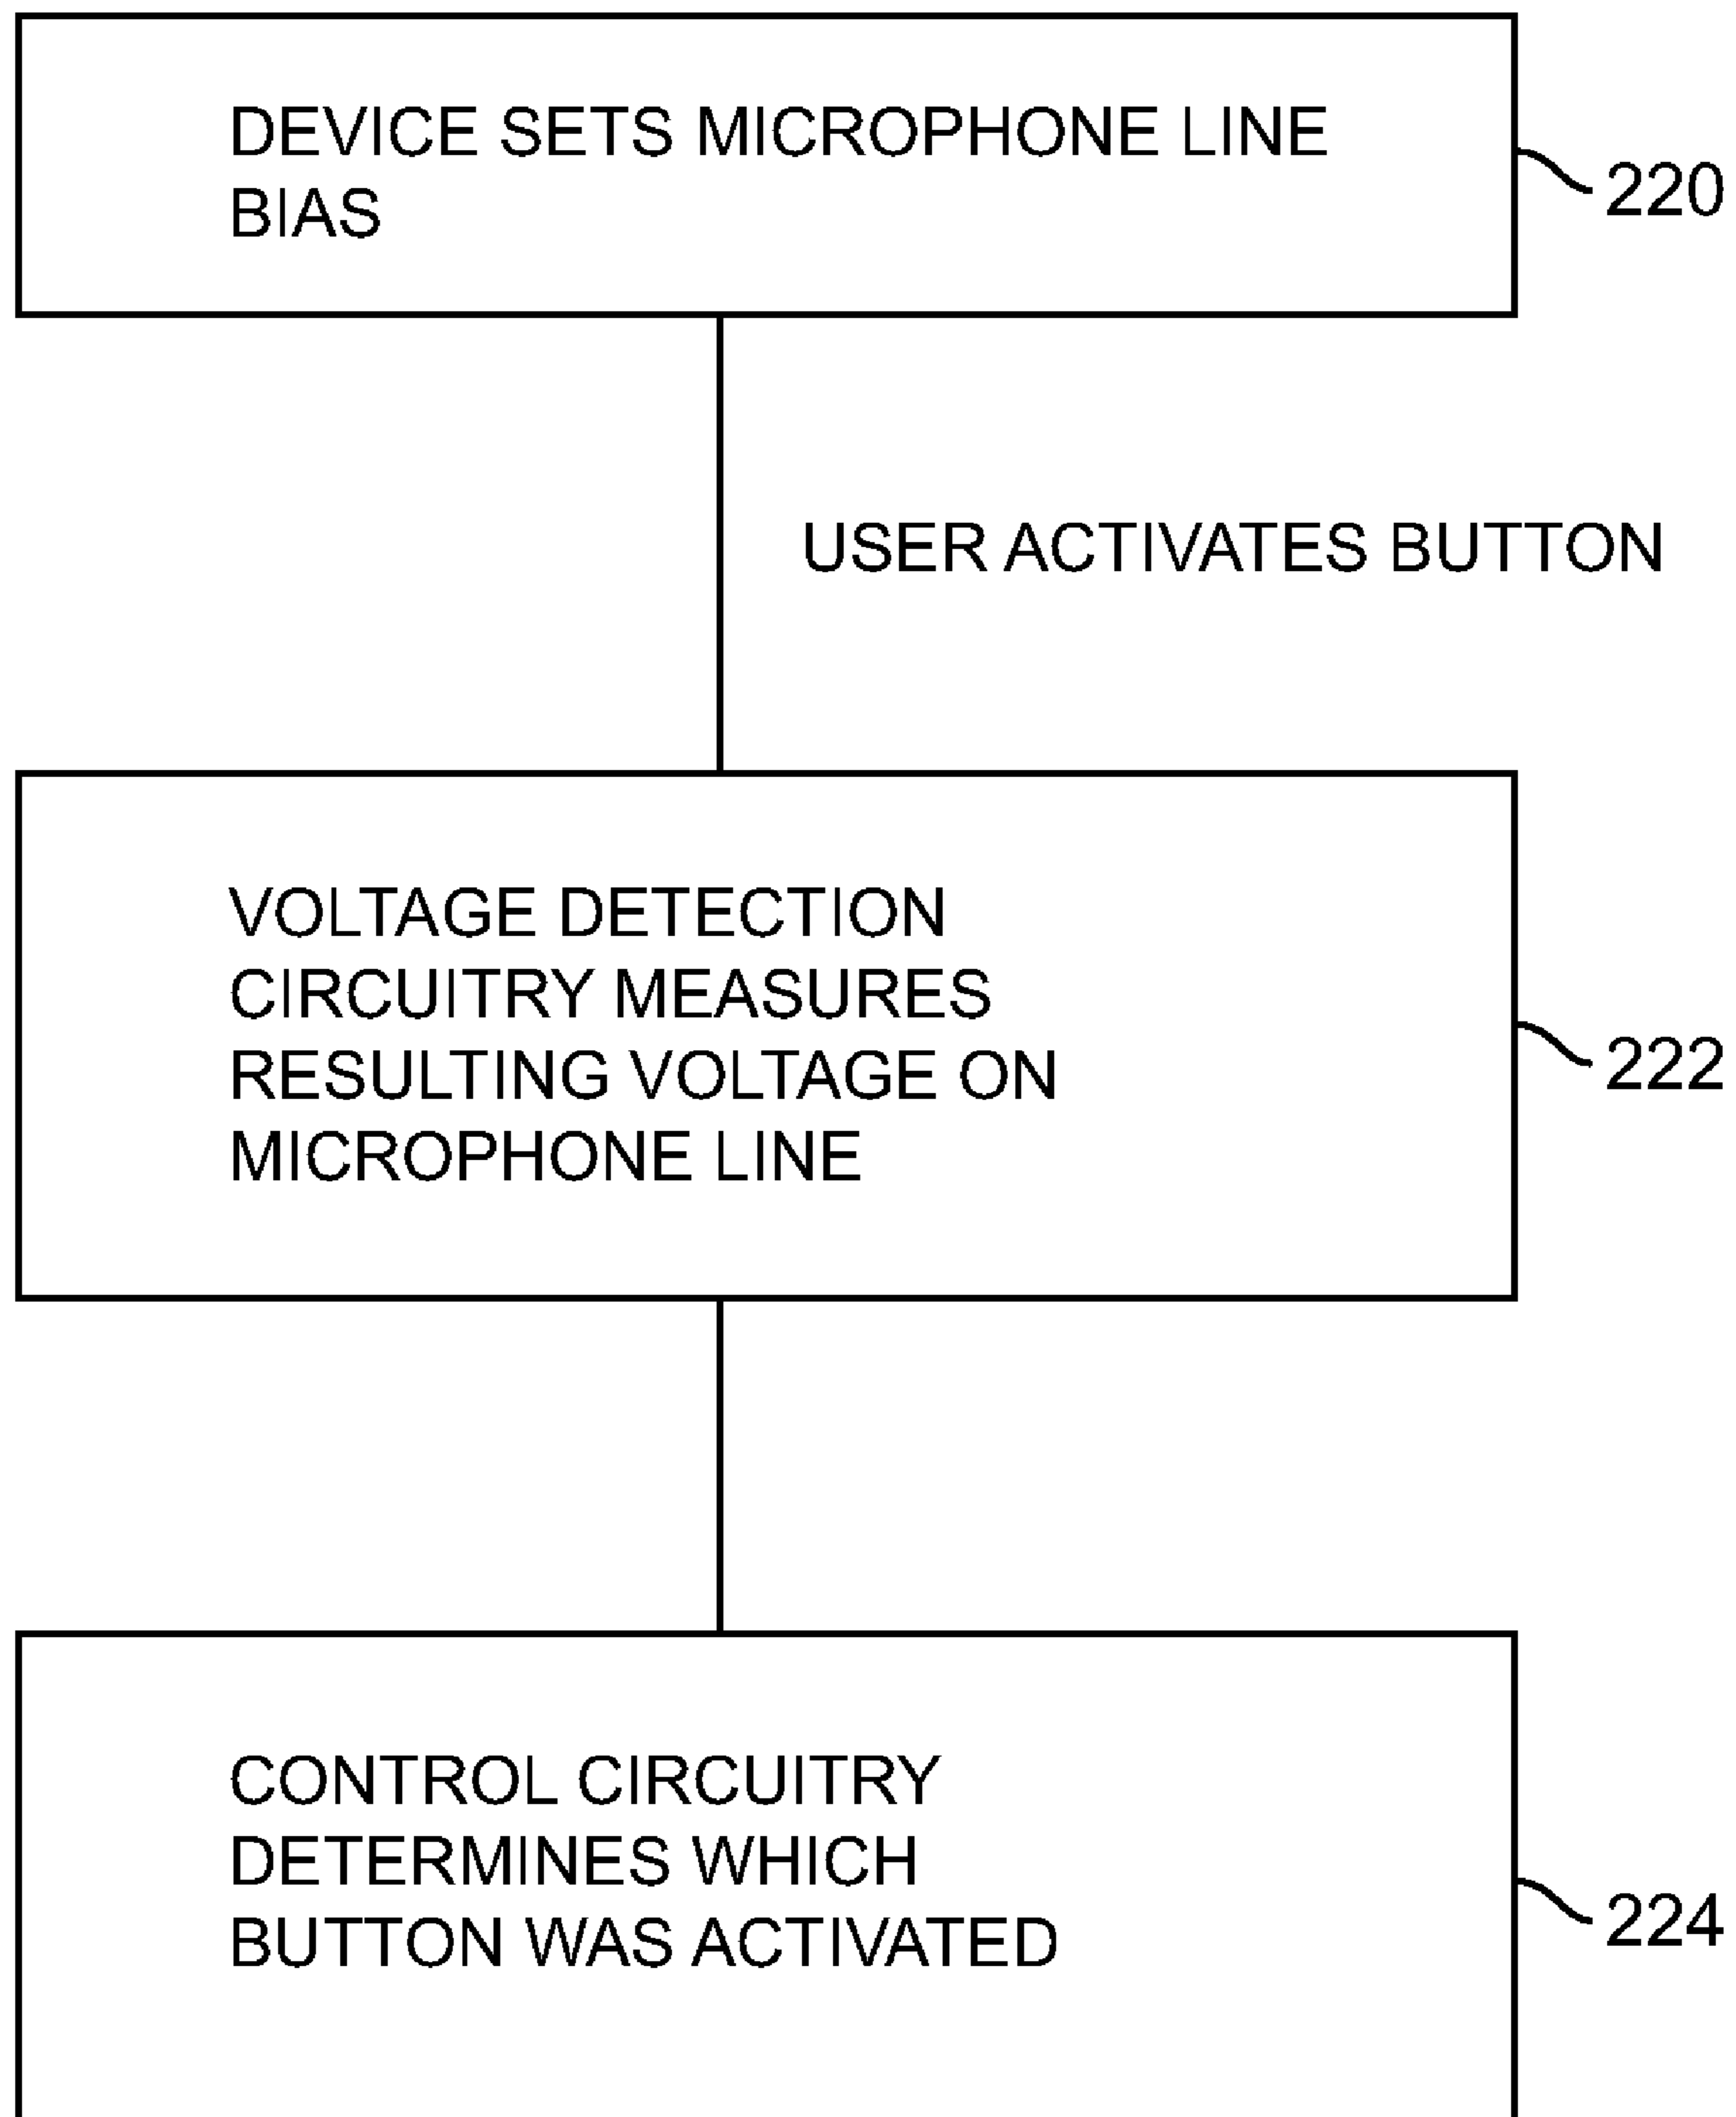 DEVICE SETS MICROPHONE LINE
BIAS
220
USER ACTIVATES BUTTON
VOLTAGE DETECTION
CIRCUITRY MEASURES
RESULTING VOLTAGE ON
MICROPHONE LINE
222
CONTROL CIRCUITRY
DETERMINES WHICH
BUTTON WAS ACTIVATED
224